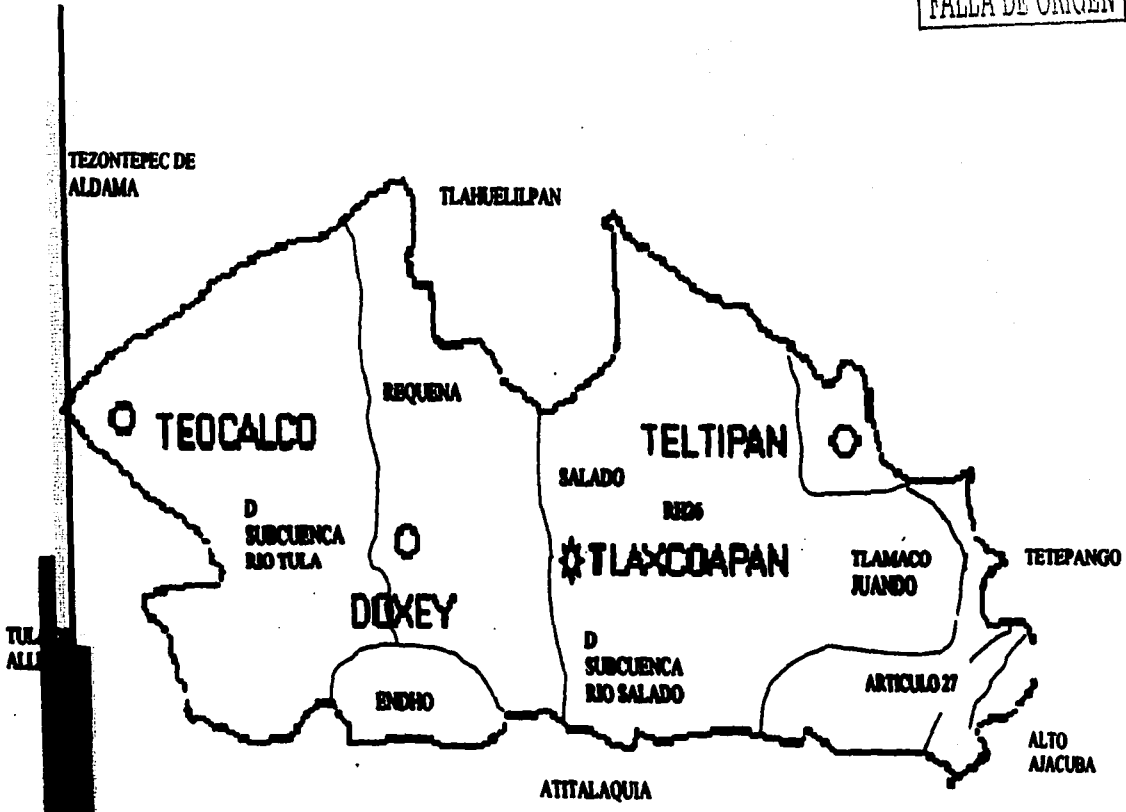 FALLA DE ORIGEN
TEZONTEPEC DE
ALDAMA
TLAHUELILPAN
REQUENA
TEOCALCO
TELTIPAN
SALADO
D
SUBCUENCA
RIO TULA
RH26
TLAXCOAPAN
TLAMACO
JUANDO
TETEPANGO
DOXEY
D
SUBCUENCA
RIO SALADO
ENDHO
ARTICULO 27
ALTO
AJACUBA
ATITALAQUIA